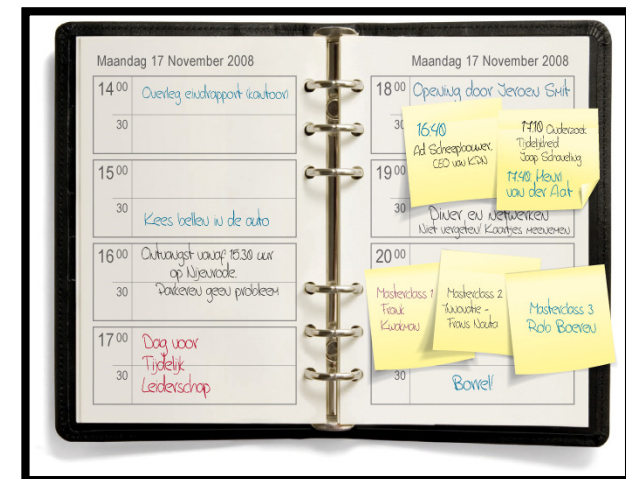 Maandag 17 November 2008
14 00
Overleg eindrapport (kantoor)
30
15 00
30
Kees bellen in de auto
16 00
Ontvangst vanaf 15.30 uur
op Nijenrode.
30
Parkeren geen probleem
17 00
Dag voor
Tijdelijk
30
Leiderschap
Maandag 17 November 2008
18 00
Opening door Jeroen Smit
30
16.40
Ad Scheepbouwer,
CEO van KPN
17.10 Onderzoek
Tijdelijkheid
Joop Schaveling
17.40 Henri
van der Aat
19 00
30
Diner en netwerken
Niet vergeten! Kaartjes meenemen
20 00
Masterclass 1
Frank
Kwakman
Masterclass 2
Innovatie -
Frans Nauta
Masterclass 3
Rob Boeren
30
Borrel!